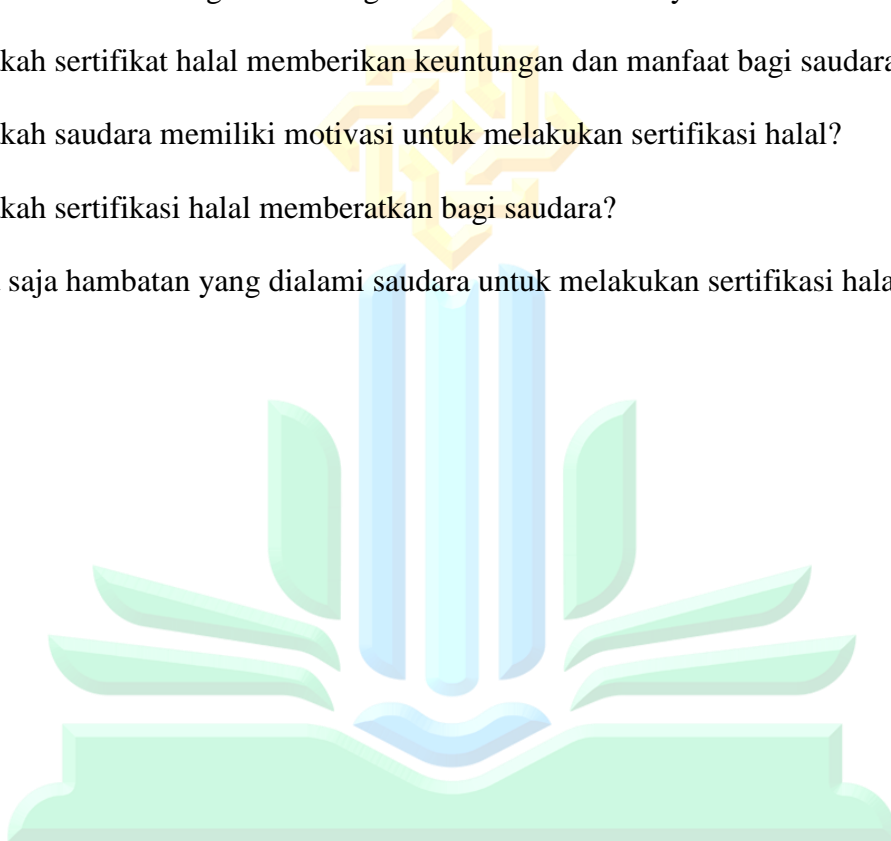 kah sertifikat halal memberikan keuntungan dan manfaat bagi saudara
kah saudara memiliki motivasi untuk melakukan sertifikasi halal?
kah sertifikasi halal memberatkan bagi saudara?
saja hambatan yang dialami saudara untuk melakukan sertifikasi hala